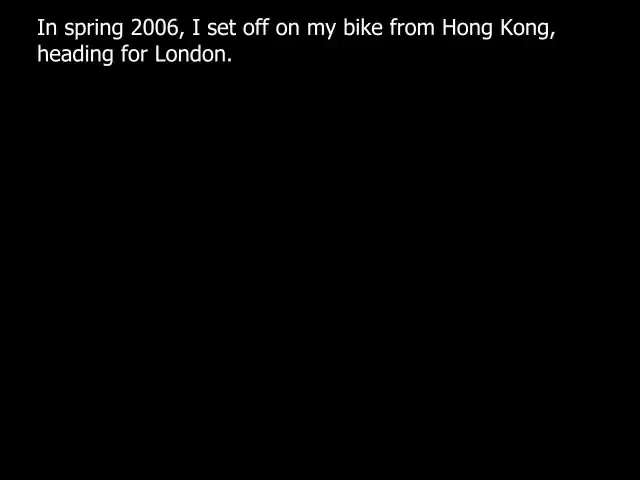 In spring 2006, I set off on my bike from Hong Kong,
heading for London.